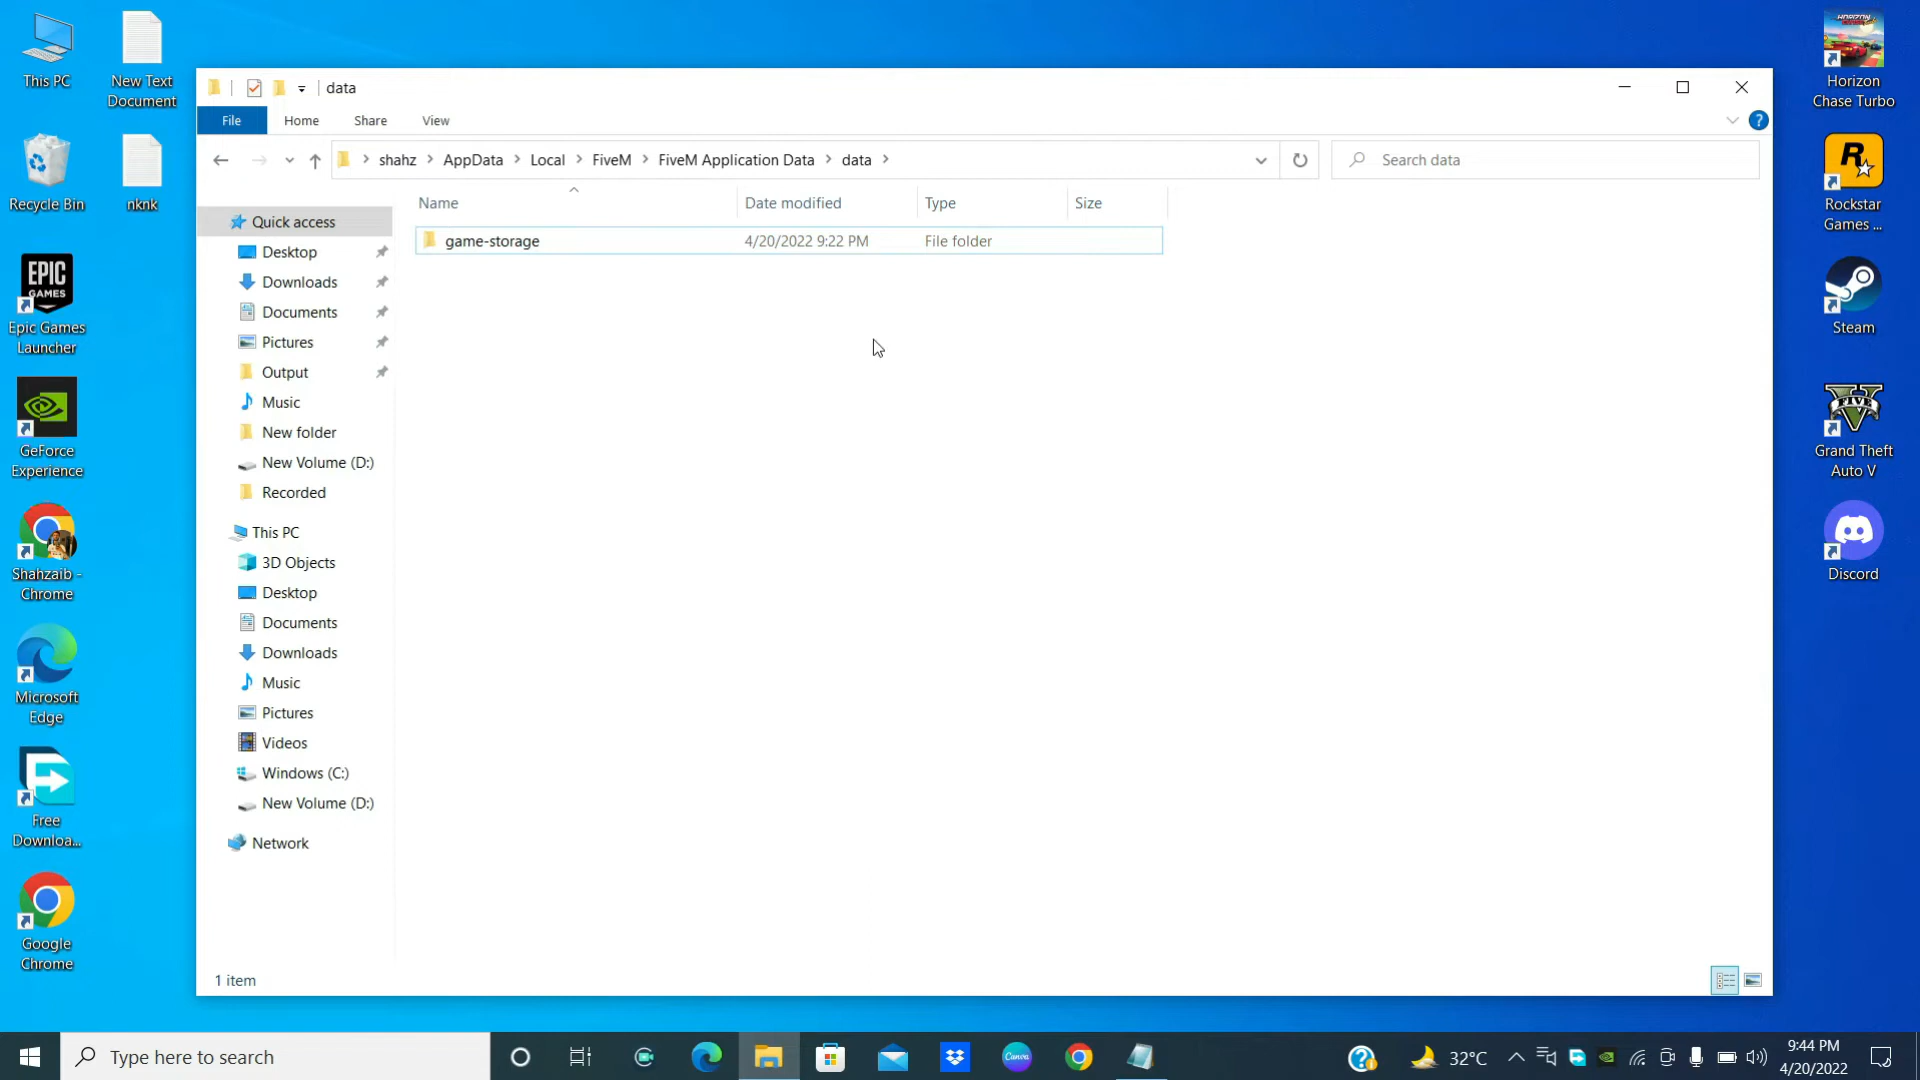 This PC
New Text
Document
Recycle Bin
nknk
EPIC
GAMES
Epic Games
Launcher
GeForce
Experience
Shahzaib -
Chrome
Microsoft
Edge
Free
Downloa...
Google
Chrome
data
File
Home
Share
View
?
shahz
AppData
Local
FiveM
FiveM Application Data
data
Search data
Name
Date modified
Type
Size
game-storage
4/20/2022 9:22 PM
File folder
Quick access
Desktop
Downloads
Documents
Pictures
Output
Music
New folder
New Volume (D:)
Recorded
This PC
3D Objects
Desktop
Documents
Downloads
Music
Pictures
Videos
Windows (C:)
New Volume (D:)
Network
1 item
HORIZON
Horizon
Chase Turbo
R
Rockstar
Games ...
Steam
V
FIVE
Grand Theft
Auto V
Discord
Type here to search
Canva
32°C
9:44 PM
4/20/2022